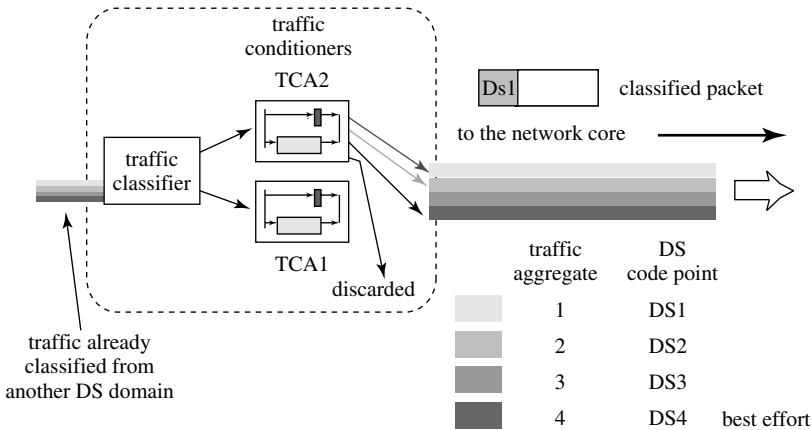 traffic
conditioners
TCA2
Ds1
classified packet
to the network core
traffic
classifier
TCA1
discarded
traffic already
classified from
another DS domain
traffic
aggregate
DS
code point
1 DS1
2 DS2
3 DS3
4 DS4 best effort